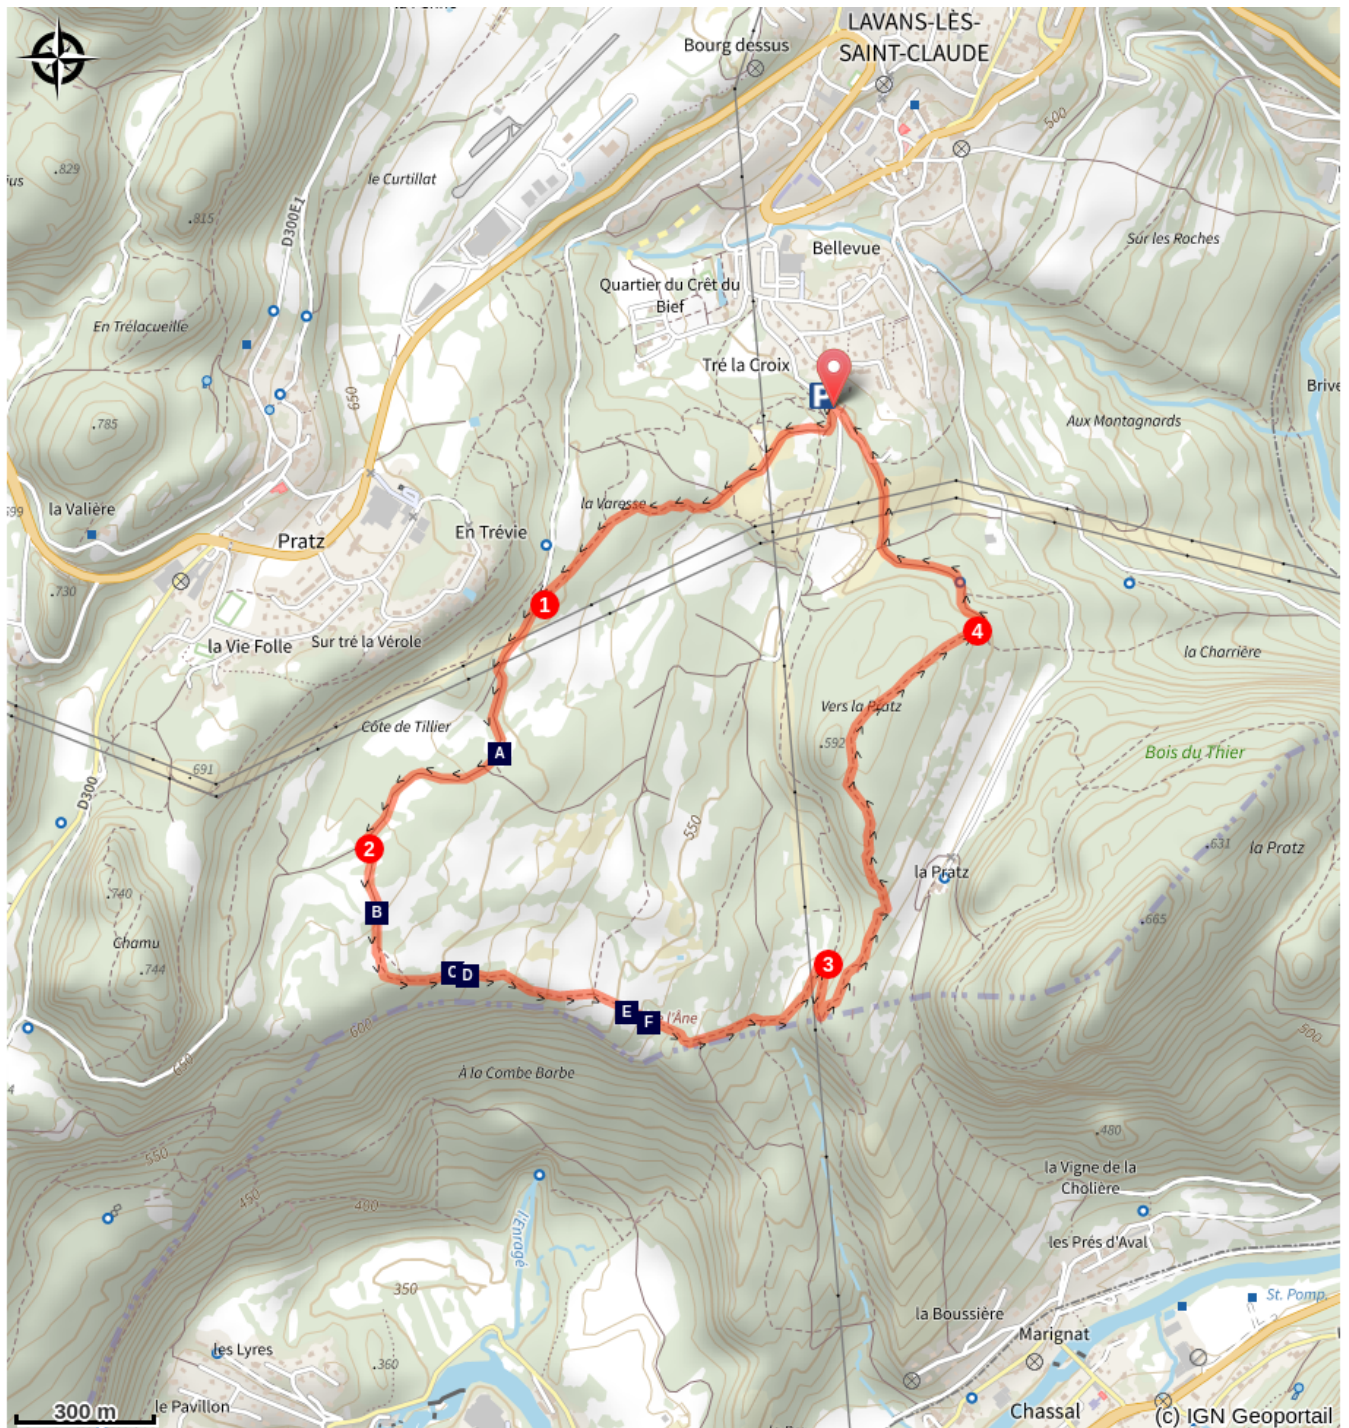 LAVANS-LÈS-
SAINT-CLAUDE
Bourg dessus
500
829
le Curtillat
815
D300E1
Sur les Roches
Bellevue
Quartier du Crêt du
Bief
En Trélacueille
Tré la Croix
P
650
785
Aux Montagnards
la Valière
la Varesse
En Trévie
Pratz
730
1
4
la Vie Folle
Sur tré la Vérole
la Charrière
Côte de Tillier
Vers la Pratz
592
A
Bois du Thier
691
D300
550
2
631
la Pratz
la Pratz
740
B
665
Chamu
744
3
C
D
E
F
l'Âne
600
650
500
À la Combe Barbe
550
480
la Vigne de la
Cholière
450
490
l'Enragé
les Prés d'Aval
350
St. Pomp.
la Boussière
Marignat
les Lyres
360
le Pavillon
Chassal
300 m
(c) IGN Geoportail